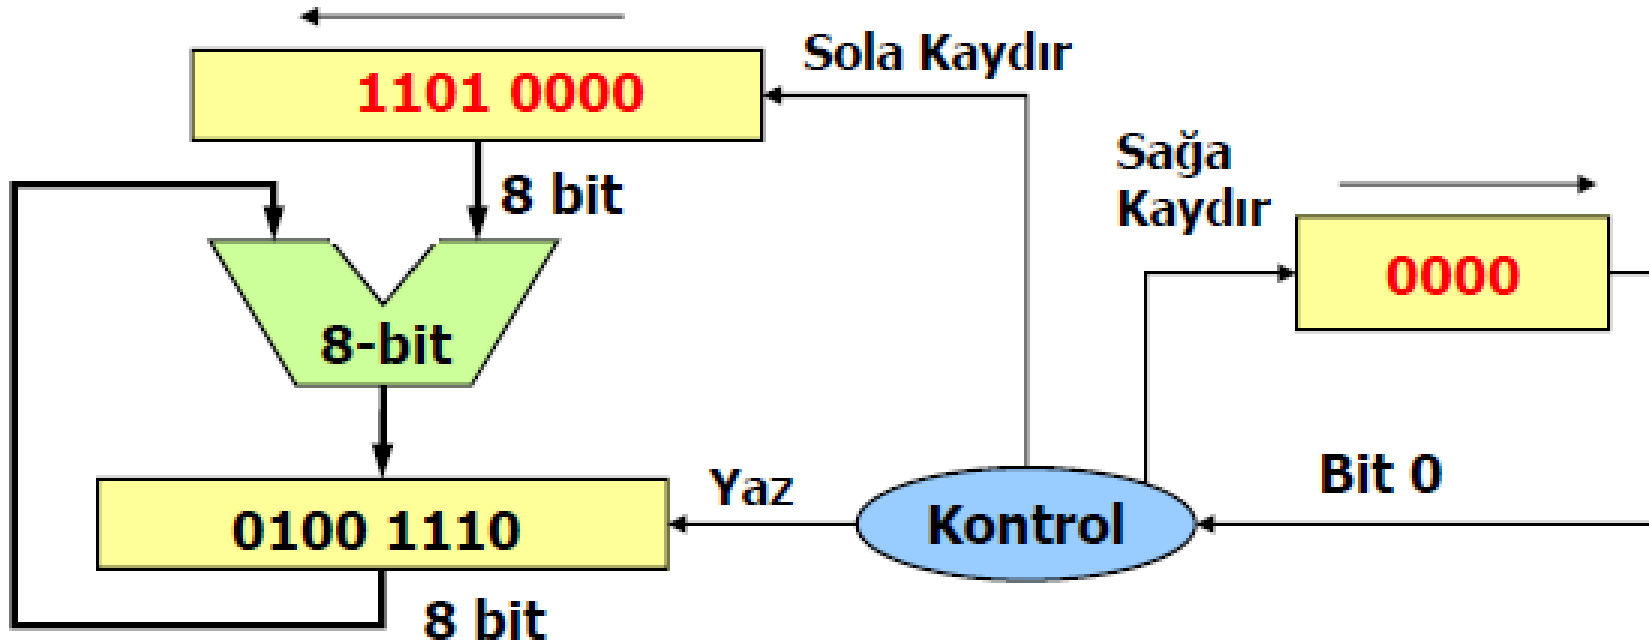 Sola Kaydır
1101 0000
Sağa
Kaydır
8 bit
0000
8-bit
Bit 0
Yaz
Kontrol
0100 1110
8 bit